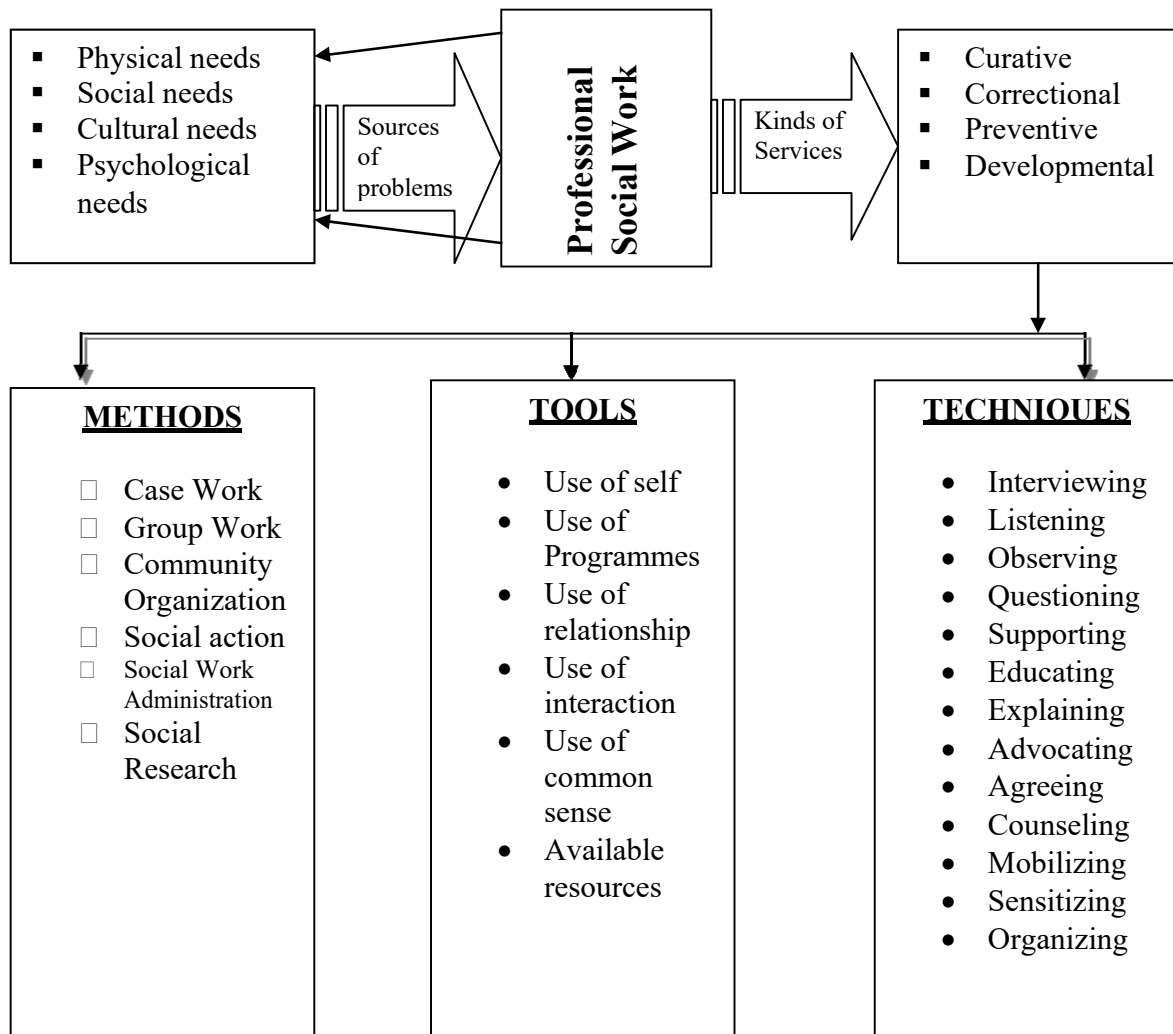 ▪ Physical needs
▪ Social needs
▪ Cultural needs
▪ Psychological
needs
Sources
of
problems
Professional
Social Work
Kinds of
Services
▪ Curative
▪ Correctional
▪ Preventive
▪ Developmental
METHODS
□ Case Work
□ Group Work
□ Community
Organization
□ Social action
□ Social Work
Administration
□ Social
Research
TOOLS
• Use of self
• Use of
Programmes
• Use of
relationship
• Use of
interaction
• Use of
common
sense
• Available
resources
TECHNIQUES
• Interviewing
• Listening
• Observing
• Questioning
• Supporting
• Educating
• Explaining
• Advocating
• Agreeing
• Counseling
• Mobilizing
• Sensitizing
• Organizing